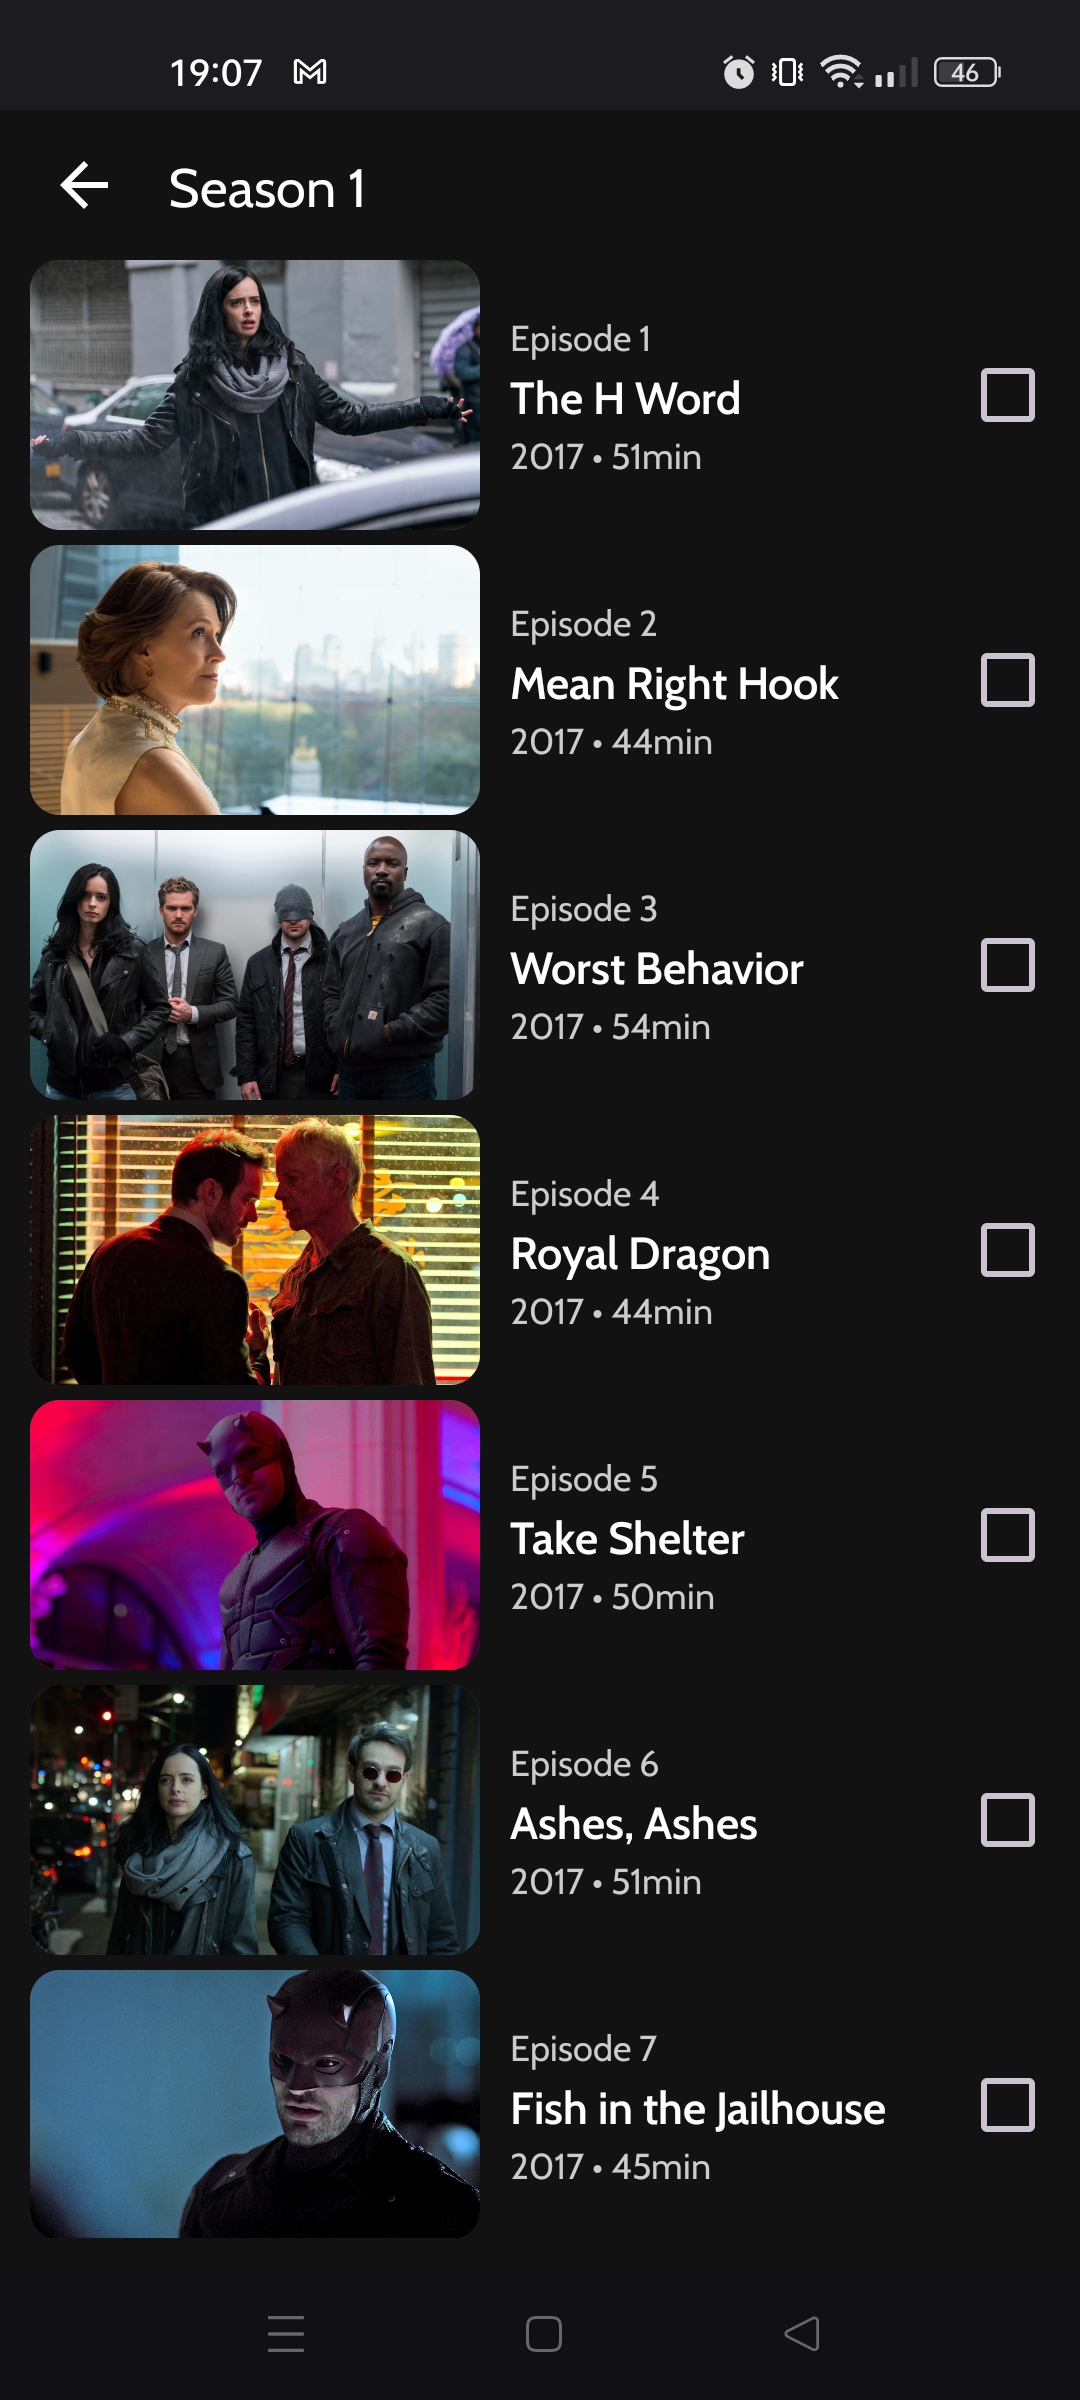 19:07
46
Season 1
Episode 1
The H Word
2017 • 51min
Episode 2
Mean Right Hook
2017 • 44min
Episode 3
Worst Behavior
2017 • 54min
Episode 4
Royal Dragon
2017 • 44min
Episode 5
Take Shelter
2017 • 50min
Episode 6
Ashes, Ashes
2017 • 51min
Episode 7
Fish in the Jailhouse
2017 • 45min